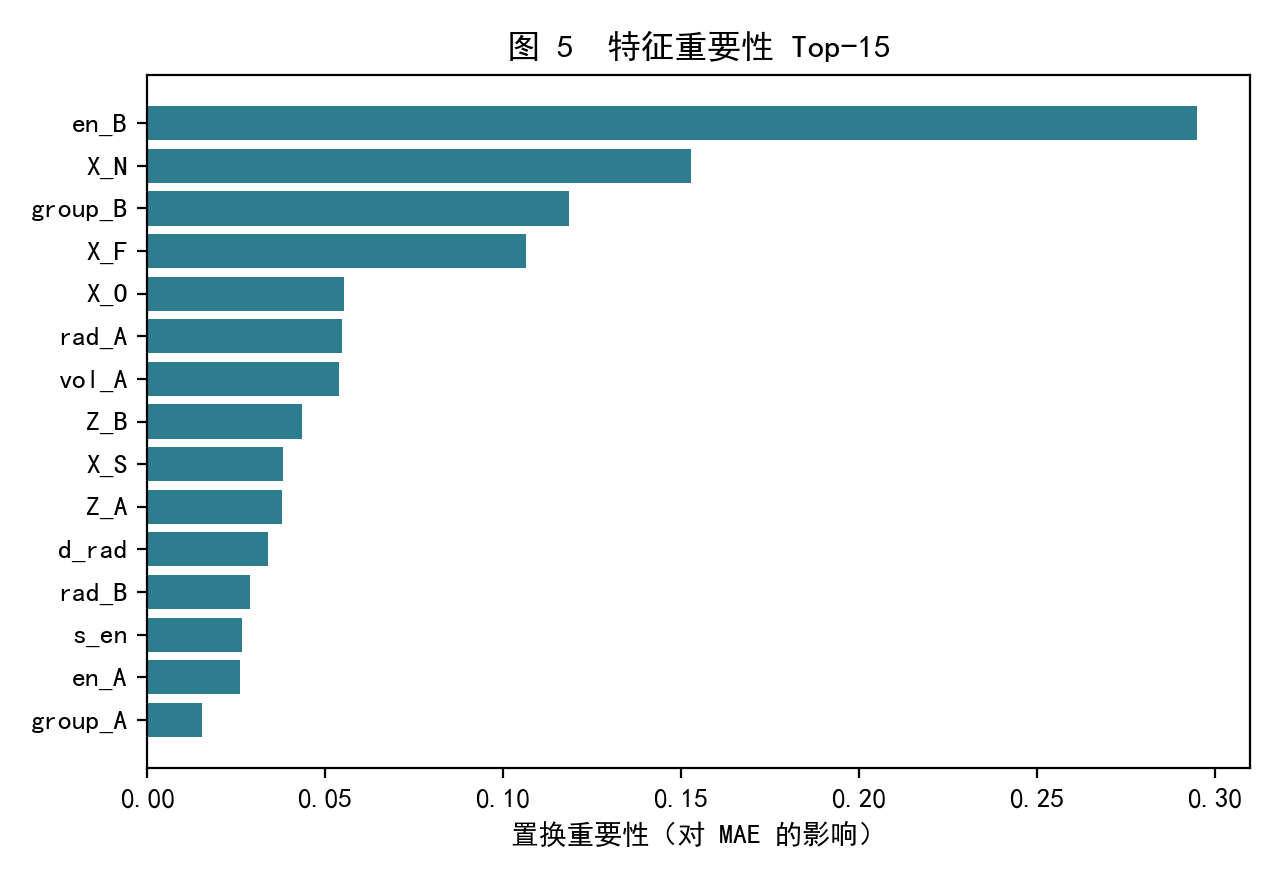 图 5  特征重要性 Top-15
en_B
X_N
group_B
X_F
X_O
rad_A
vol_A
Z_B
X_S
Z_A
d_rad
rad_B
s_en
en_A
group_A
0.00 0.05 0.10 0.15 0.20 0.25 0.30
置换重要性（对 MAE 的影响）